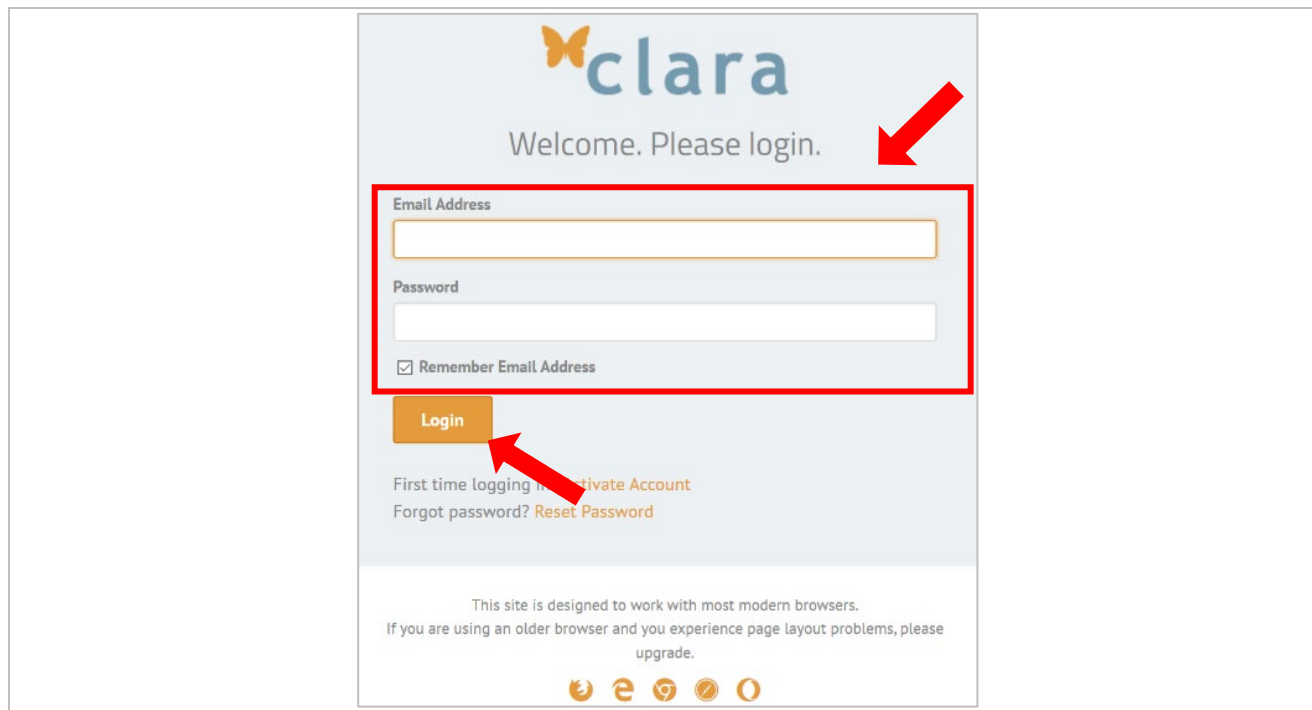 clara
Welcome. Please login.
Email Address
Password
Remember Email Address
Login
First time logging Activate Account
Forgot password? Reset Password
This site is designed to work with most modern browsers.
If you are using an older browser and you experience page layout problems, please
upgrade.